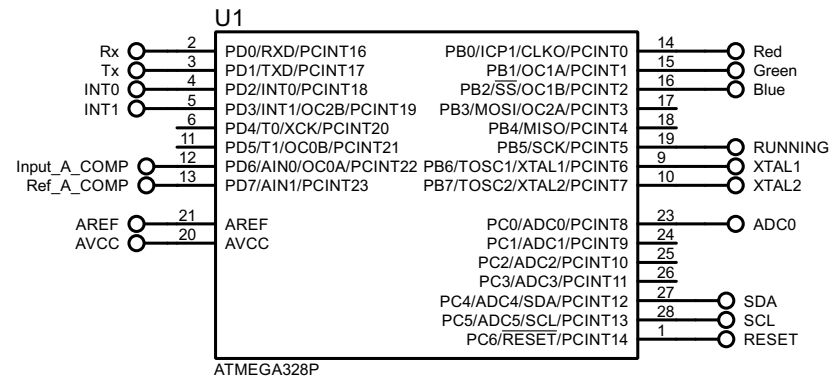 U1
Rx 2 PD0/RXD/PCINT16 PB0/ICP1/CLKO/PCINT0 14 Red
Tx 3 PD1/TXD/PCINT17 PB1/OC1A/PCINT1 15 Green
INT0 4 PD2/INT0/PCINT18 PB2/SS/OC1B/PCINT2 16 Blue
INT1 5 PD3/INT1/OC2B/PCINT19 PB3/MOSI/OC2A/PCINT3 17
6 PD4/T0/XCK/PCINT20 PB4/MISO/PCINT4 18
11 PD5/T1/OC0B/PCINT21 PB5/SCK/PCINT5 19 RUNNING
Input_A_COMP 12 PD6/AIN0/OC0A/PCINT22 PB6/TOSC1/XTAL1/PCINT6 9 XTAL1
Ref_A_COMP 13 PD7/AIN1/PCINT23 PB7/TOSC2/XTAL2/PCINT7 10 XTAL2
AREF 21 AREF PC0/ADC0/PCINT8 23 ADC0
AVCC 20 AVCC PC1/ADC1/PCINT9 24
PC2/ADC2/PCINT10 25
PC3/ADC3/PCINT11 26
PC4/ADC4/SDA/PCINT12 27 SDA
PC5/ADC5/SCL/PCINT13 28 SCL
PC6/RESET/PCINT14 1 RESET
ATMEGA328P